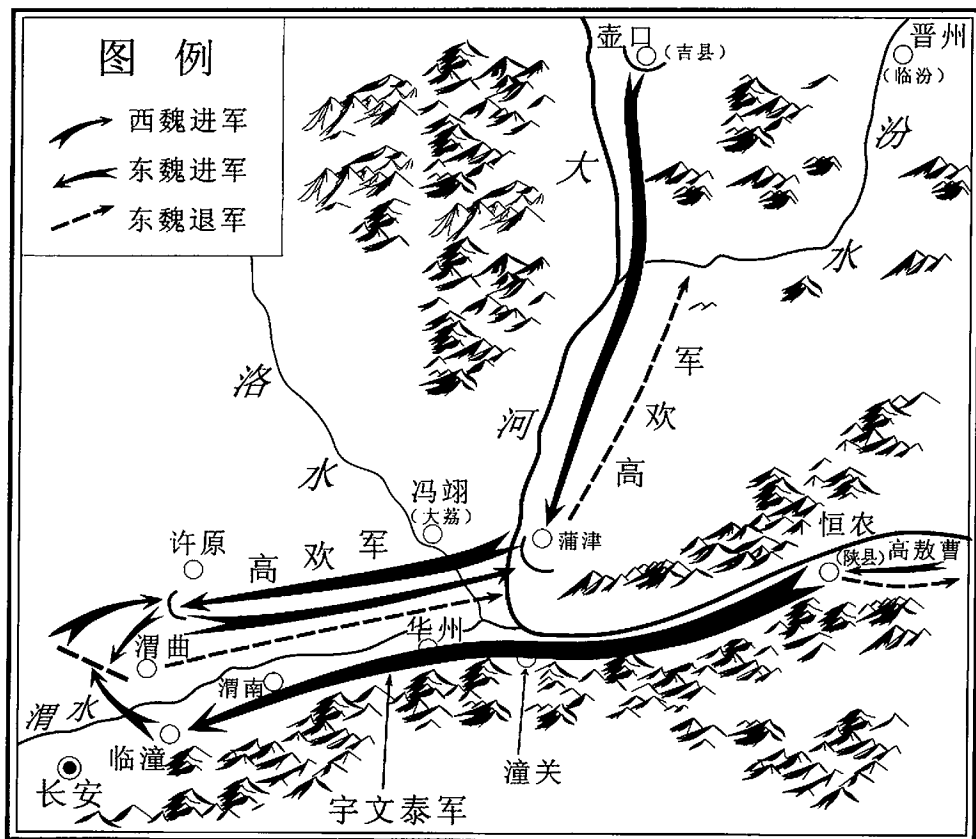 图例
西魏进军
东魏进军
东魏退军
壶口
(吉县)
晋州
(临汾)
汾水
大河
洛水
高欢军
冯翊
(大荔)
许原
高欢军
蒲津
恒农
(陕县)
高敖曹
渭曲
华州
渭南
渭水
临潼
长安
潼关
宇文泰军